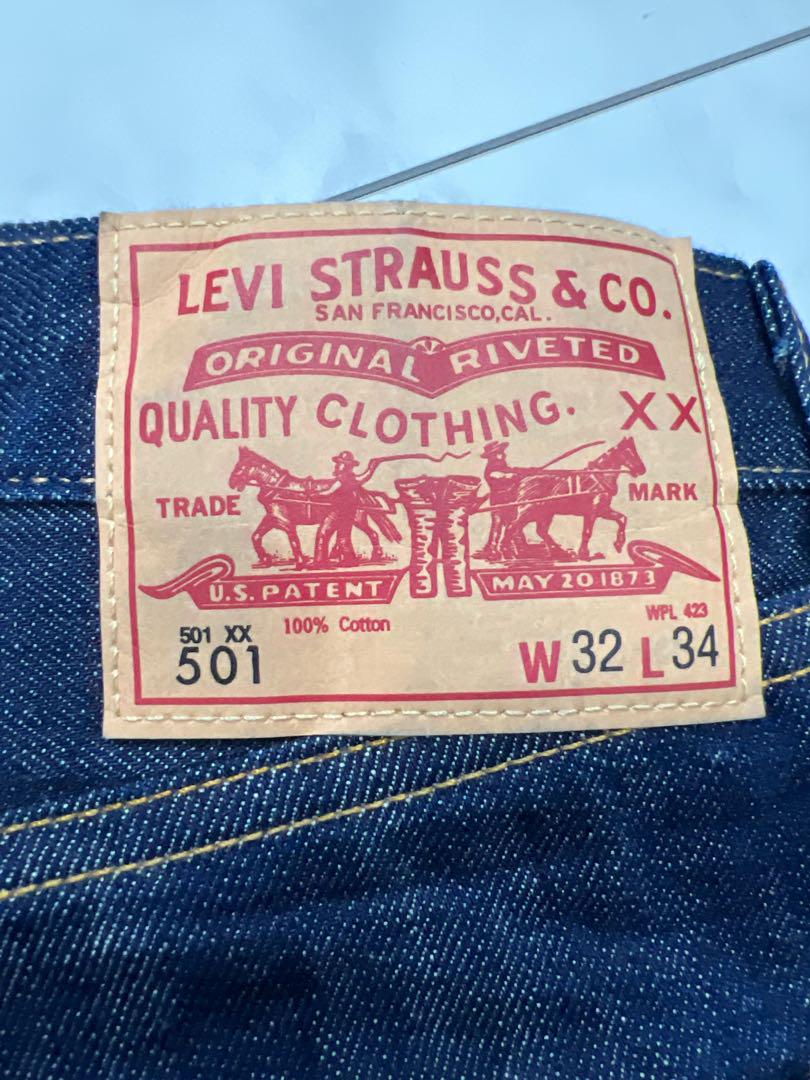 LEVI STRAUSS & CO.
SAN FRANCISCO, CAL.
ORIGINAL RIVETED
QUALITY CLOTHING. XX
TRADE MARK
U.S. PATENT MAY 20 1873
501 XX 100% Cotton WPL 423
501 W 32 L 34